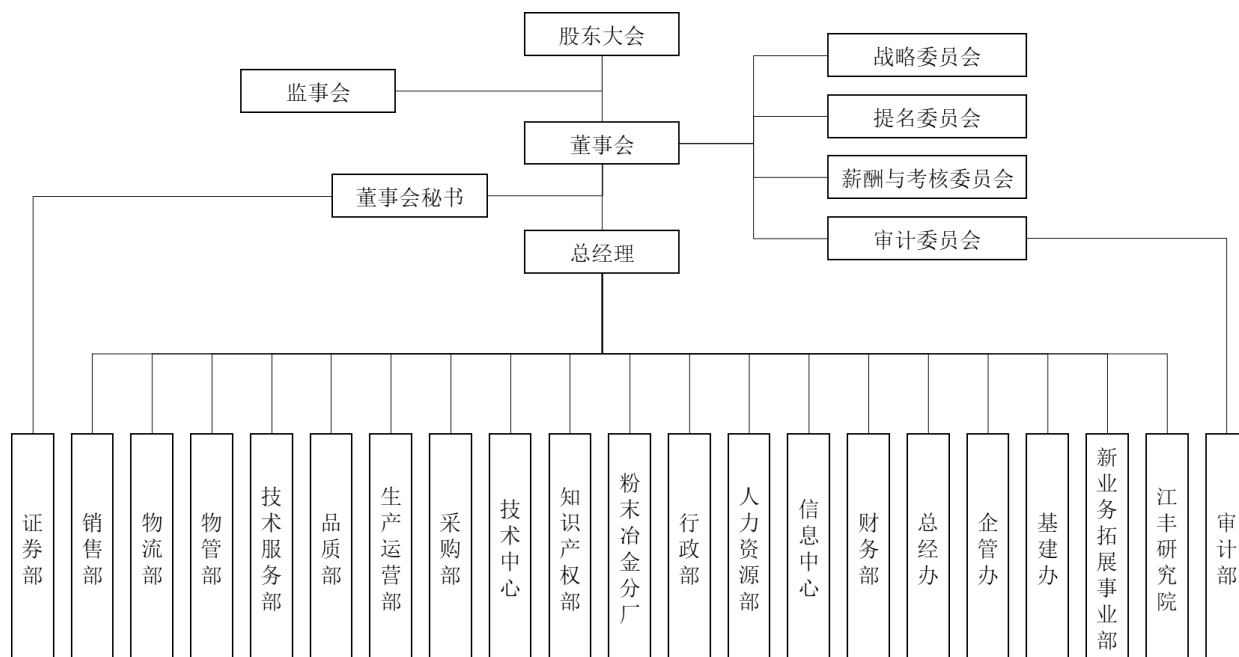 股东大会
战略委员会
监事会
提名委员会
董事会
薪酬与考核委员会
董事会秘书
审计委员会
总经理
证券部
销售部
物流部
物管部
技术服务部
品质部
生产运营部
采购部
技术中心
知识产权部
粉末冶金分厂
行政部
人力资源部
信息中心
财务部
总经办
企管办
基建办
新业务拓展事业部
江丰研究院
审计部